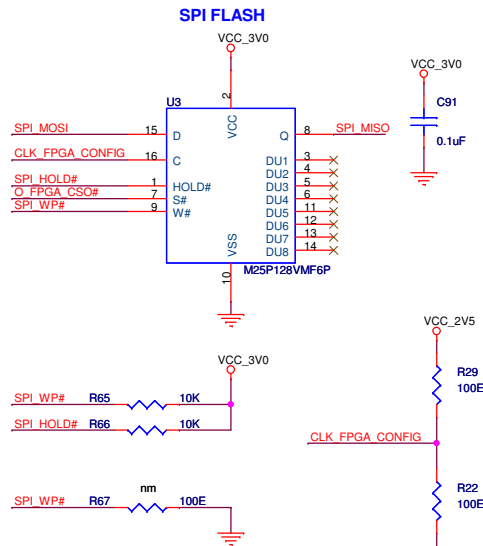 SPI FLASH
VCC_3V0
VCC_3V0
2
U3
C91
0.1uF
VCC
SPI_MOSI 15 D
Q 8 SPI_MISO
CLK_FPGA_CONFIG 16 C
DU1 3
DU2 4
SPI_HOLD# 1 HOLD#
DU3 5
O_FPGA_CSO# 7 S#
DU4 6
SPI_WP# 9 W#
DU5 11
DU6 12
DU7 13
DU8 14
VSS
M25P128VMF6P
10
VCC_2V5
VCC_3V0
R29
100E
SPI_WP# R65 10K
SPI_HOLD# R66 10K
CLK_FPGA_CONFIG
nm
SPI_WP# R67 100E
R22
100E